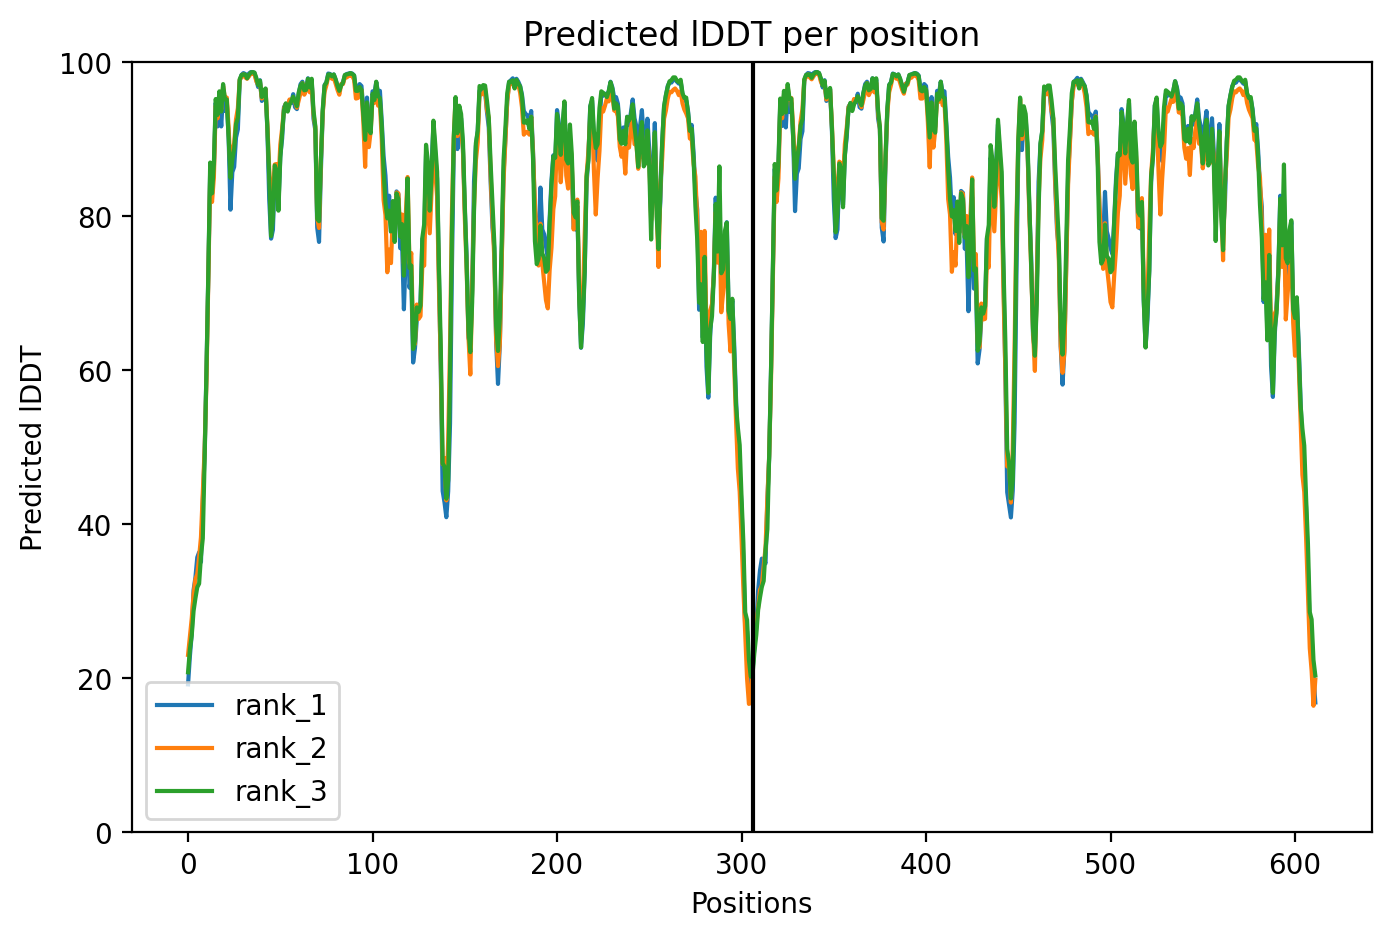 Predicted lDDT per position
100
80
60
40
20
0
Predicted lDDT
rank_1
rank_2
rank_3
0 100 200 300 400 500 600
Positions